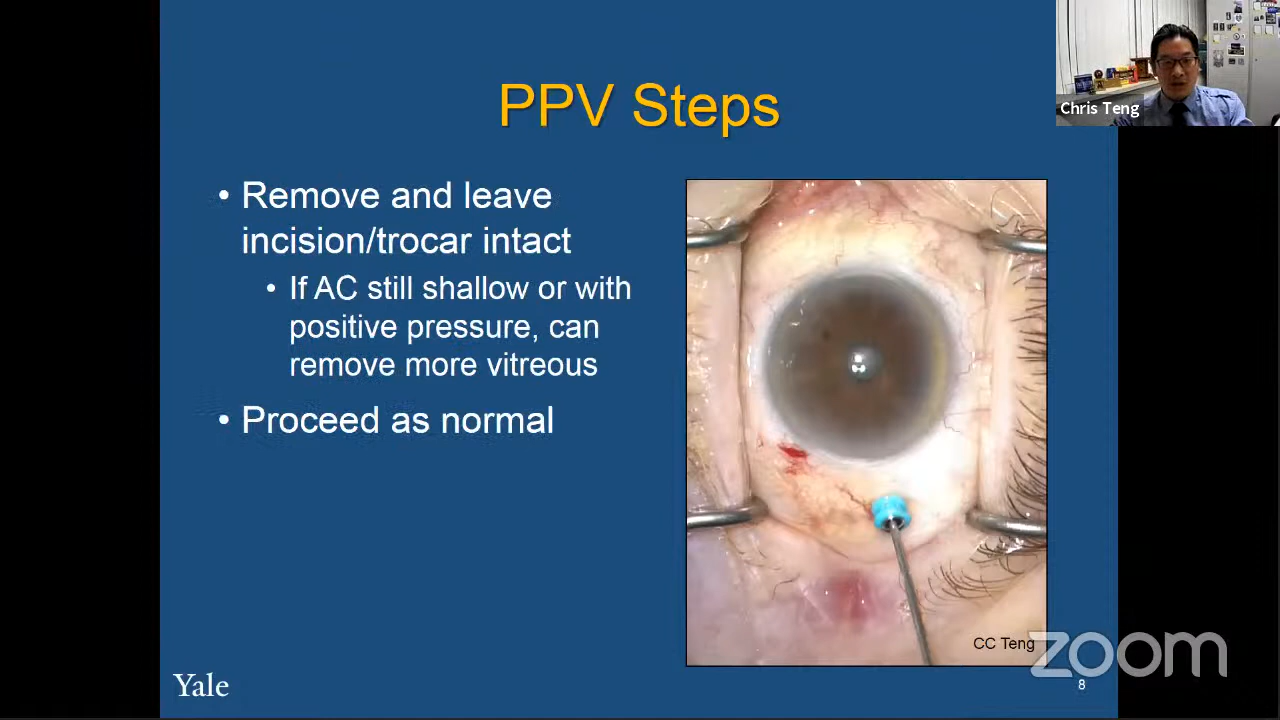 PPV Steps
Chris Teng
• Remove and leave
incision/trocar intact
• If AC still shallow or with
positive pressure, can
remove more vitreous
• Proceed as normal
CC Teng
zoom
Yale
8